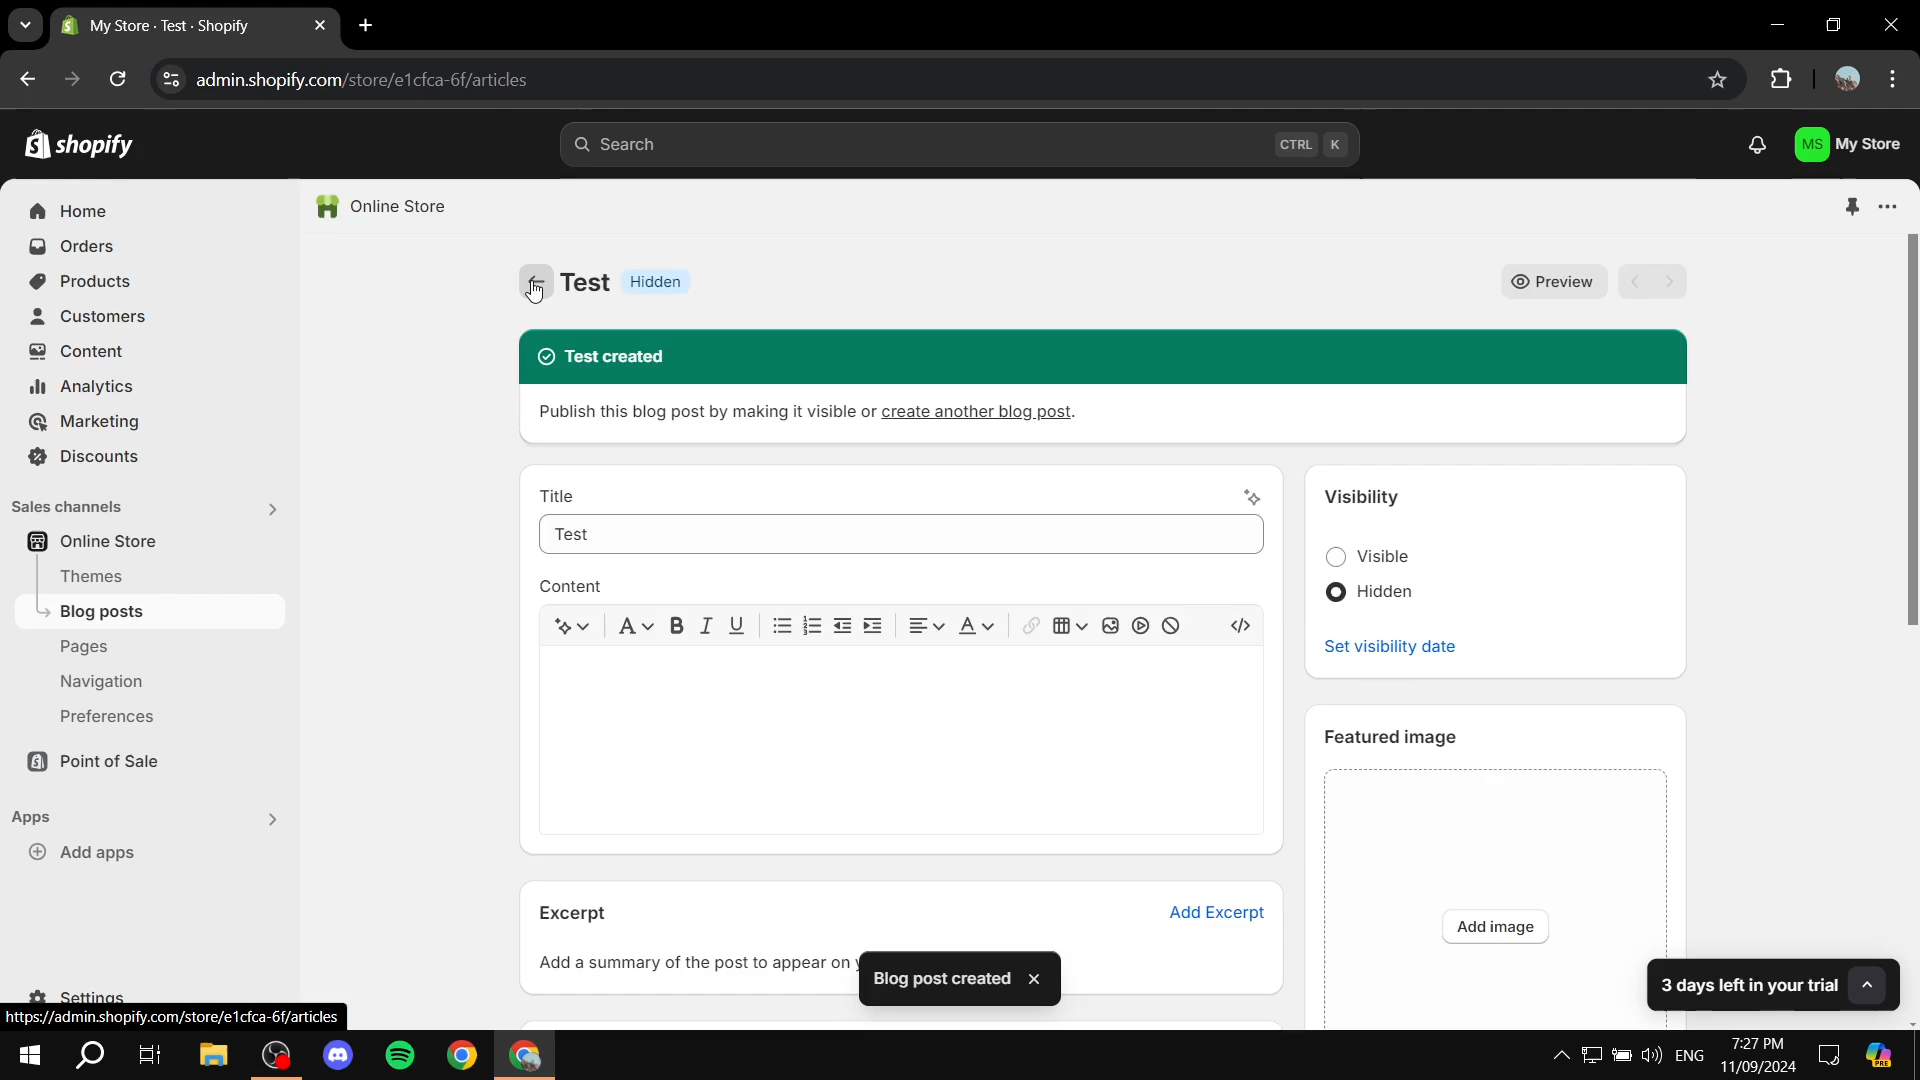 My Store · Test · Shopify
admin.shopify.com/store/e1cfca-6f/articles
shopify
Search
CTRL K
MS My Store
Home
Orders
Products
Customers
Content
Analytics
Marketing
Discounts
Sales channels
Online Store
Themes
Blog posts
Pages
Navigation
Preferences
Point of Sale
Apps
Add apps
Settings
https://admin.shopify.com/store/e1cfca-6f/articles
Online Store
Test Hidden
Preview
Test created
Publish this blog post by making it visible or create another blog post.
Title
Test
Content
Excerpt
Add Excerpt
Add a summary of the post to appear on
Visibility
Visible
Hidden
Set visibility date
Featured image
Add image
Blog post created
3 days left in your trial
ENG
7:27 PM
11/09/2024
PRE